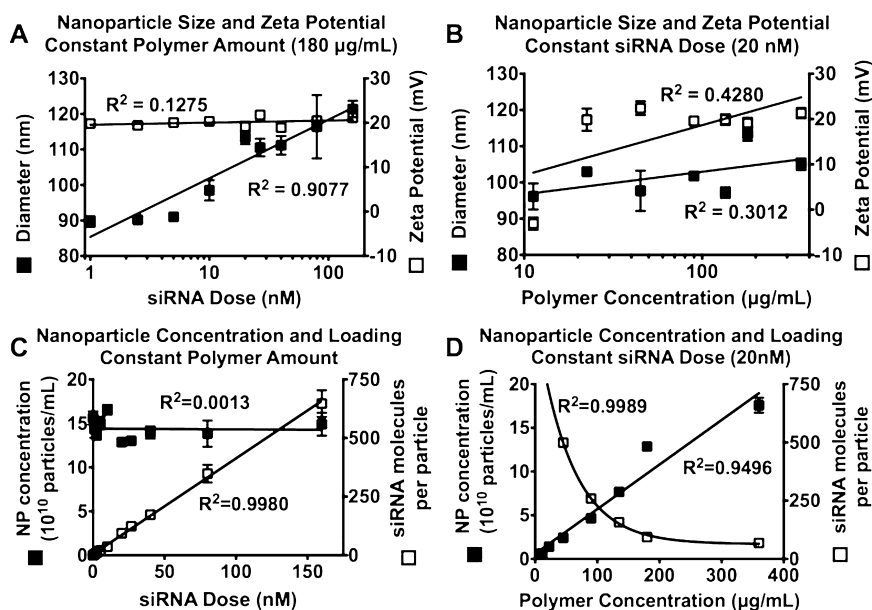 A
Nanoparticle Size and Zeta Potential
Constant Polymer Amount (180 µg/mL)
Diameter (nm)
130
120
110
100
90
80
R² = 0.1275
R² = 0.9077
30
20
10
0
-10
Zeta Potential (mV)
1
10
100
siRNA Dose (nM)
B
Nanoparticle Size and Zeta Potential
Constant siRNA Dose (20 nM)
Diameter (nm)
130
120
110
100
90
80
R² = 0.4280
R² = 0.3012
30
20
10
0
-10
Zeta Potential (mV)
10
100
Polymer Concentration (µg/mL)
C
Nanoparticle Concentration and Loading
Constant Polymer Amount
NP concentration
(10¹⁰ particles/mL)
20
15
10
5
0
R²=0.0013
R²=0.9980
750
500
250
0
siRNA molecules
per particle
0
50
100
150
siRNA Dose (nM)
D
Nanoparticle Concentration and Loading
Constant siRNA Dose (20nM)
NP concentration
(10¹⁰ particles/mL)
20
15
10
5
0
R²=0.9989
R²=0.9496
750
500
250
0
siRNA molecules
per particle
0
100
200
300
400
Polymer Concentration (µg/mL)